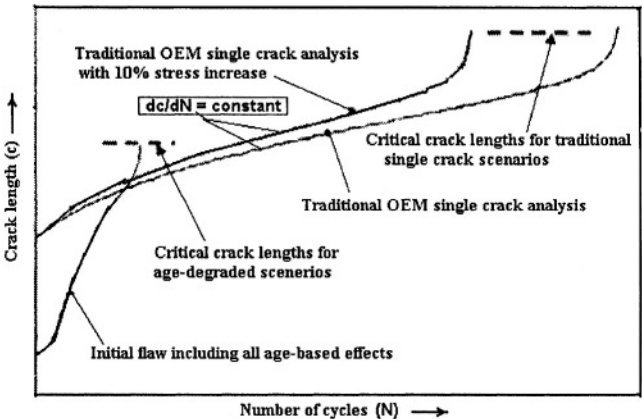 Traditional OEM single crack analysis
with 10% stress increase
dc/dN = constant
Critical crack lengths for traditional
single crack scenarios
Traditional OEM single crack analysis
Critical crack lengths for
age-degraded scenerios
Initial flaw including all age-based effects
Crack length (c)
Number of cycles (N)